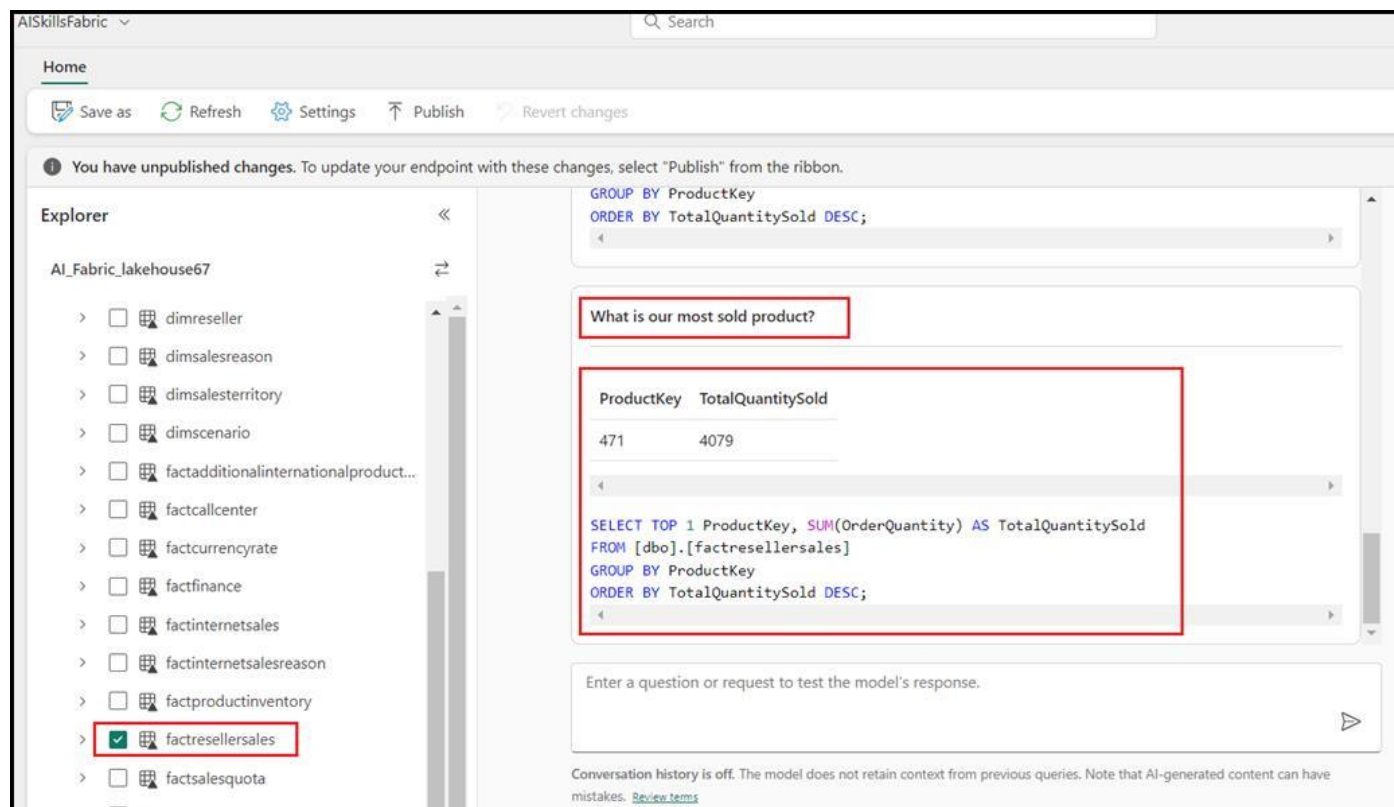 AISkillsFabric
Search
Home
Save as
Refresh
Settings
Publish
Revert changes
You have unpublished changes. To update your endpoint with these changes, select "Publish" from the ribbon.
Explorer
AI_Fabric_lakehouse67
dimreseller
dimsalesreason
dimsalesterritory
dimscenario
factadditionalinternationalproduct...
factcallcenter
factcurrencyrate
factfinance
factinternetsales
factinternetsalesreason
factproductinventory
factresellersales
factsalesquota
GROUP BY ProductKey
ORDER BY TotalQuantitySold DESC;
What is our most sold product?
ProductKey TotalQuantitySold
471 4079
SELECT TOP 1 ProductKey, SUM(OrderQuantity) AS TotalQuantitySold
FROM [dbo].[factresellersales]
GROUP BY ProductKey
ORDER BY TotalQuantitySold DESC;
Enter a question or request to test the model's response.
Conversation history is off. The model does not retain context from previous queries. Note that AI-generated content can have
mistakes. Review terms